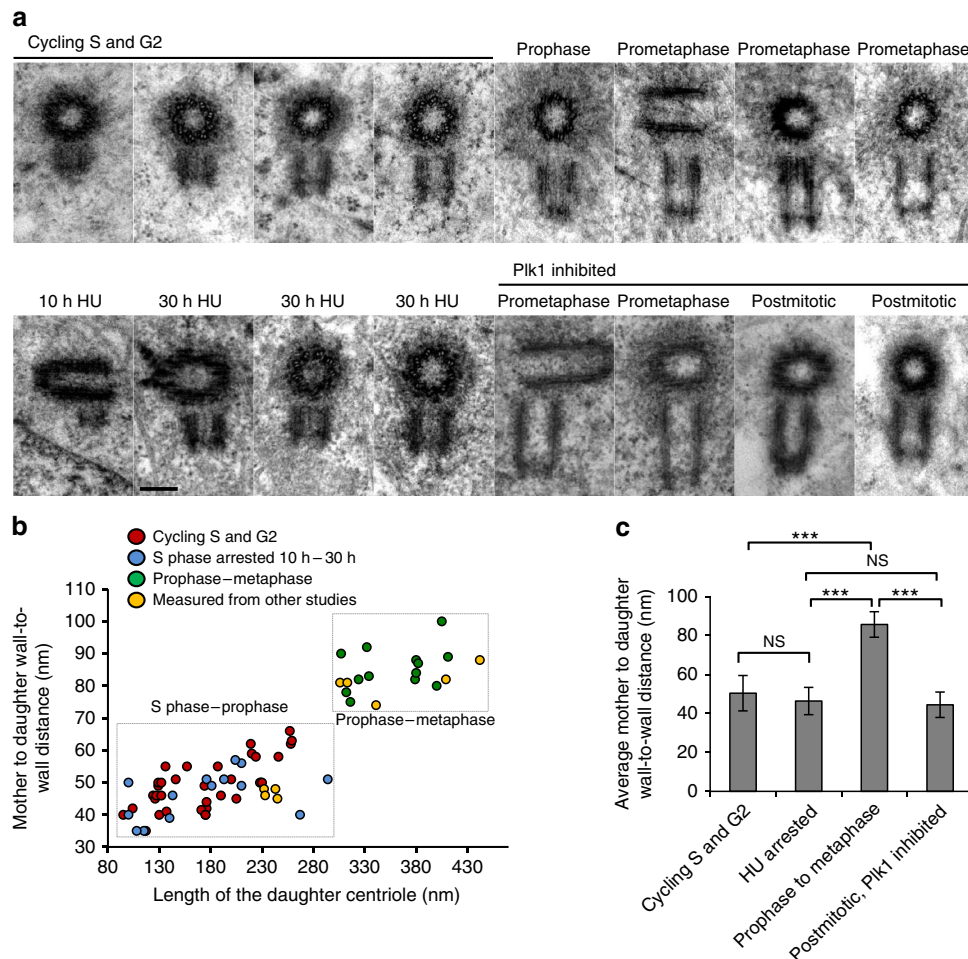 a
Cycling S and G2
Prophase Prometaphase Prometaphase Prometaphase
Plk1 inhibited
10 h HU 30 h HU 30 h HU 30 h HU Prometaphase Prometaphase Postmitotic Postmitotic
b
Cycling S and G2
S phase arrested 10 h–30 h
Prophase–metaphase
Measured from other studies
Mother to daughter wall-to-
wall distance (nm)
110
100
90
80
70
60
50
40
30
S phase–prophase
Prophase–metaphase
80 130 180 230 280 330 380 430
Length of the daughter centriole (nm)
c
Average mother to daughter
wall-to-wall distance (nm)
100
80
60
40
20
0
***
NS
NS
*** ***
Cycling S and G2
HU arrested
Prophase to metaphase
Postmitotic, Plk1 inhibited